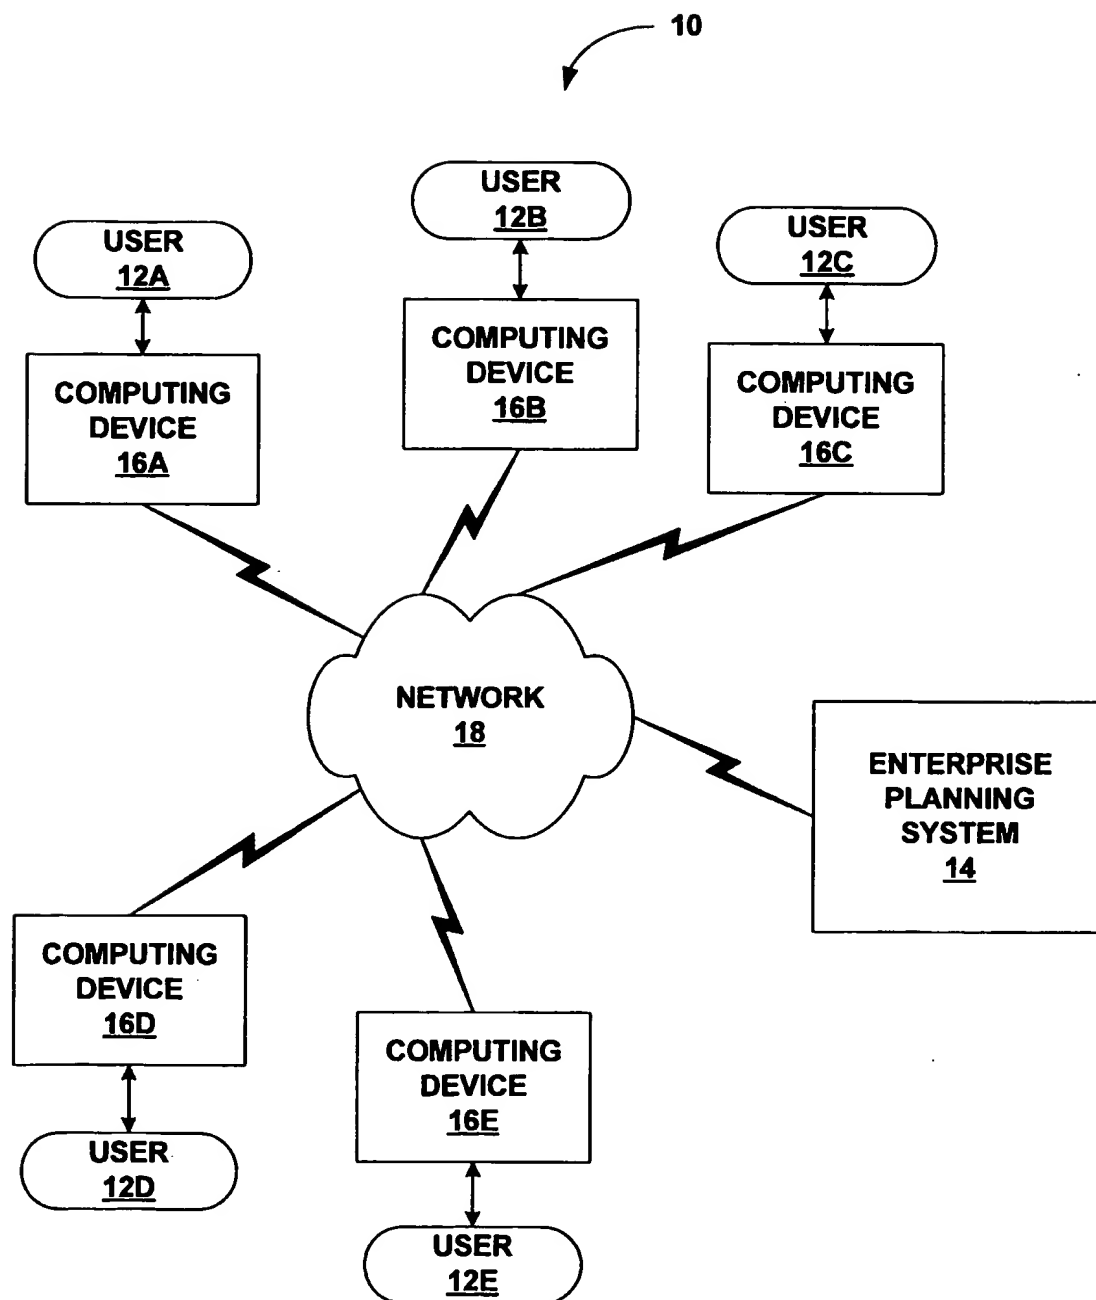 10
USER
12B
USER
12A
USER
12C
COMPUTING
DEVICE
16B
COMPUTING
DEVICE
16A
COMPUTING
DEVICE
16C
NETWORK
18
ENTERPRISE
PLANNING
SYSTEM
14
COMPUTING
DEVICE
16D
COMPUTING
DEVICE
16E
USER
12D
USER
12E